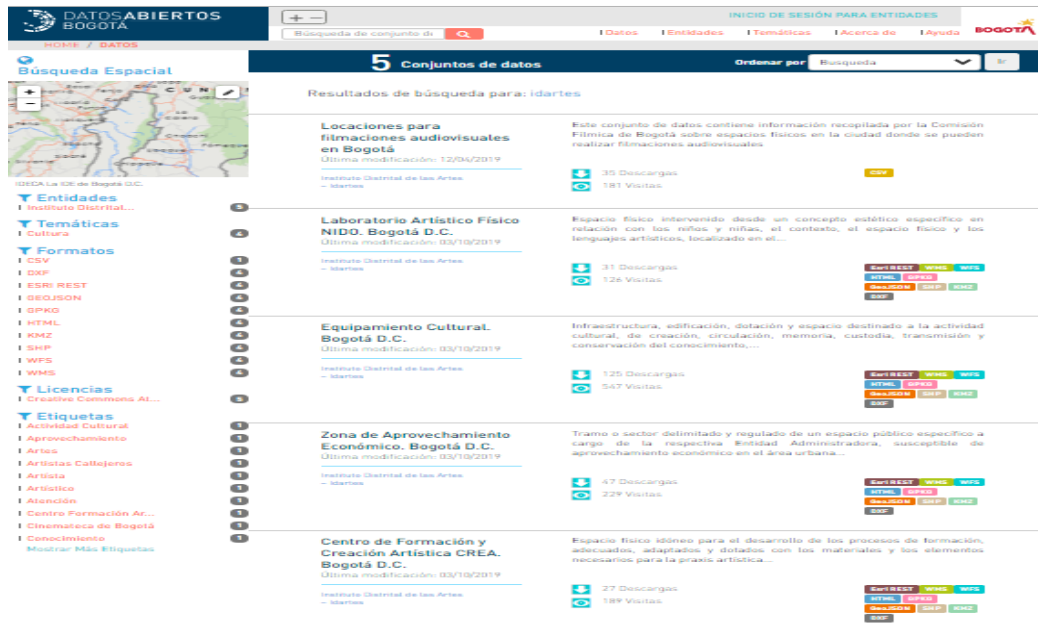 DATOSABIERTOS
BOGOTÁ
INICIO DE SESIÓN PARA ENTIDADES
Búsqueda de conjunto de
Datos
Entidades
Temáticas
Acerca de
Ayuda
BOGOTÁ
HOME / DATOS
Búsqueda Espacial
IDECA La IDE de Bogotá D.C.
Entidades
Instituto Distrital... 5
Temáticas
Cultura 4
Formatos
CSV 1
DXF 4
ESRI REST 4
GEOJSON 4
GPKG 4
HTML 4
KMZ 4
SHP 4
WFS 4
WMS 4
Licencias
Creative Commons At... 5
Etiquetas
Actividad Cultural 1
Aprovechamiento 1
Artes 1
Artistas Callejeros 1
Artista 1
Artístico 1
Atención 1
Centro Formación Ar... 1
Cinemateca de Bogotá 1
Conocimiento 1
Mostrar Más Etiquetas
5 Conjuntos de datos
Ordenar por
Busqueda
Ir
Resultados de búsqueda para: idartes
Locaciones para
filmaciones audiovisuales
en Bogotá
Última modificación: 12/04/2019
Instituto Distrital de las Artes
– Idartes
Este conjunto de datos contiene información recopilada por la Comisión
Fílmica de Bogotá sobre espacios físicos en la ciudad donde se pueden
realizar filmaciones audiovisuales
35 Descargas
181 Visitas
CSV
Laboratorio Artístico Físico
NIDO. Bogotá D.C.
Última modificación: 03/10/2019
Instituto Distrital de las Artes
– Idartes
Espacio físico intervenido desde un concepto estético específico en
relación con los niños y niñas, el contexto, el espacio físico y los
lenguajes artísticos, localizado en el...
31 Descargas
126 Visitas
Esri REST WMS WFS
HTML GPKG
GeoJSON SHP KMZ
DXF
Equipamiento Cultural.
Bogotá D.C.
Última modificación: 03/10/2019
Instituto Distrital de las Artes
– Idartes
Infraestructura, edificación, dotación y espacio destinado a la actividad
cultural, de creación, circulación, memoria, custodia, transmisión y
conservación del conocimiento,...
125 Descargas
547 Visitas
Esri REST WMS WFS
HTML GPKG
GeoJSON SHP KMZ
DXF
Zona de Aprovechamiento
Económico. Bogotá D.C.
Última modificación: 03/10/2019
Instituto Distrital de las Artes
– Idartes
Tramo o sector delimitado y regulado de un espacio público específico a
cargo de la respectiva Entidad Administradora, susceptible de
aprovechamiento económico en el área urbana...
47 Descargas
229 Visitas
Esri REST WMS WFS
HTML GPKG
GeoJSON SHP KMZ
DXF
Centro de Formación y
Creación Artística CREA.
Bogotá D.C.
Última modificación: 03/10/2019
Instituto Distrital de las Artes
– Idartes
Espacio físico idóneo para el desarrollo de los procesos de formación,
adecuados, adaptados y dotados con los materiales y los elementos
necesarios para la praxis artística...
27 Descargas
189 Visitas
Esri REST WMS WFS
HTML GPKG
GeoJSON SHP KMZ
DXF